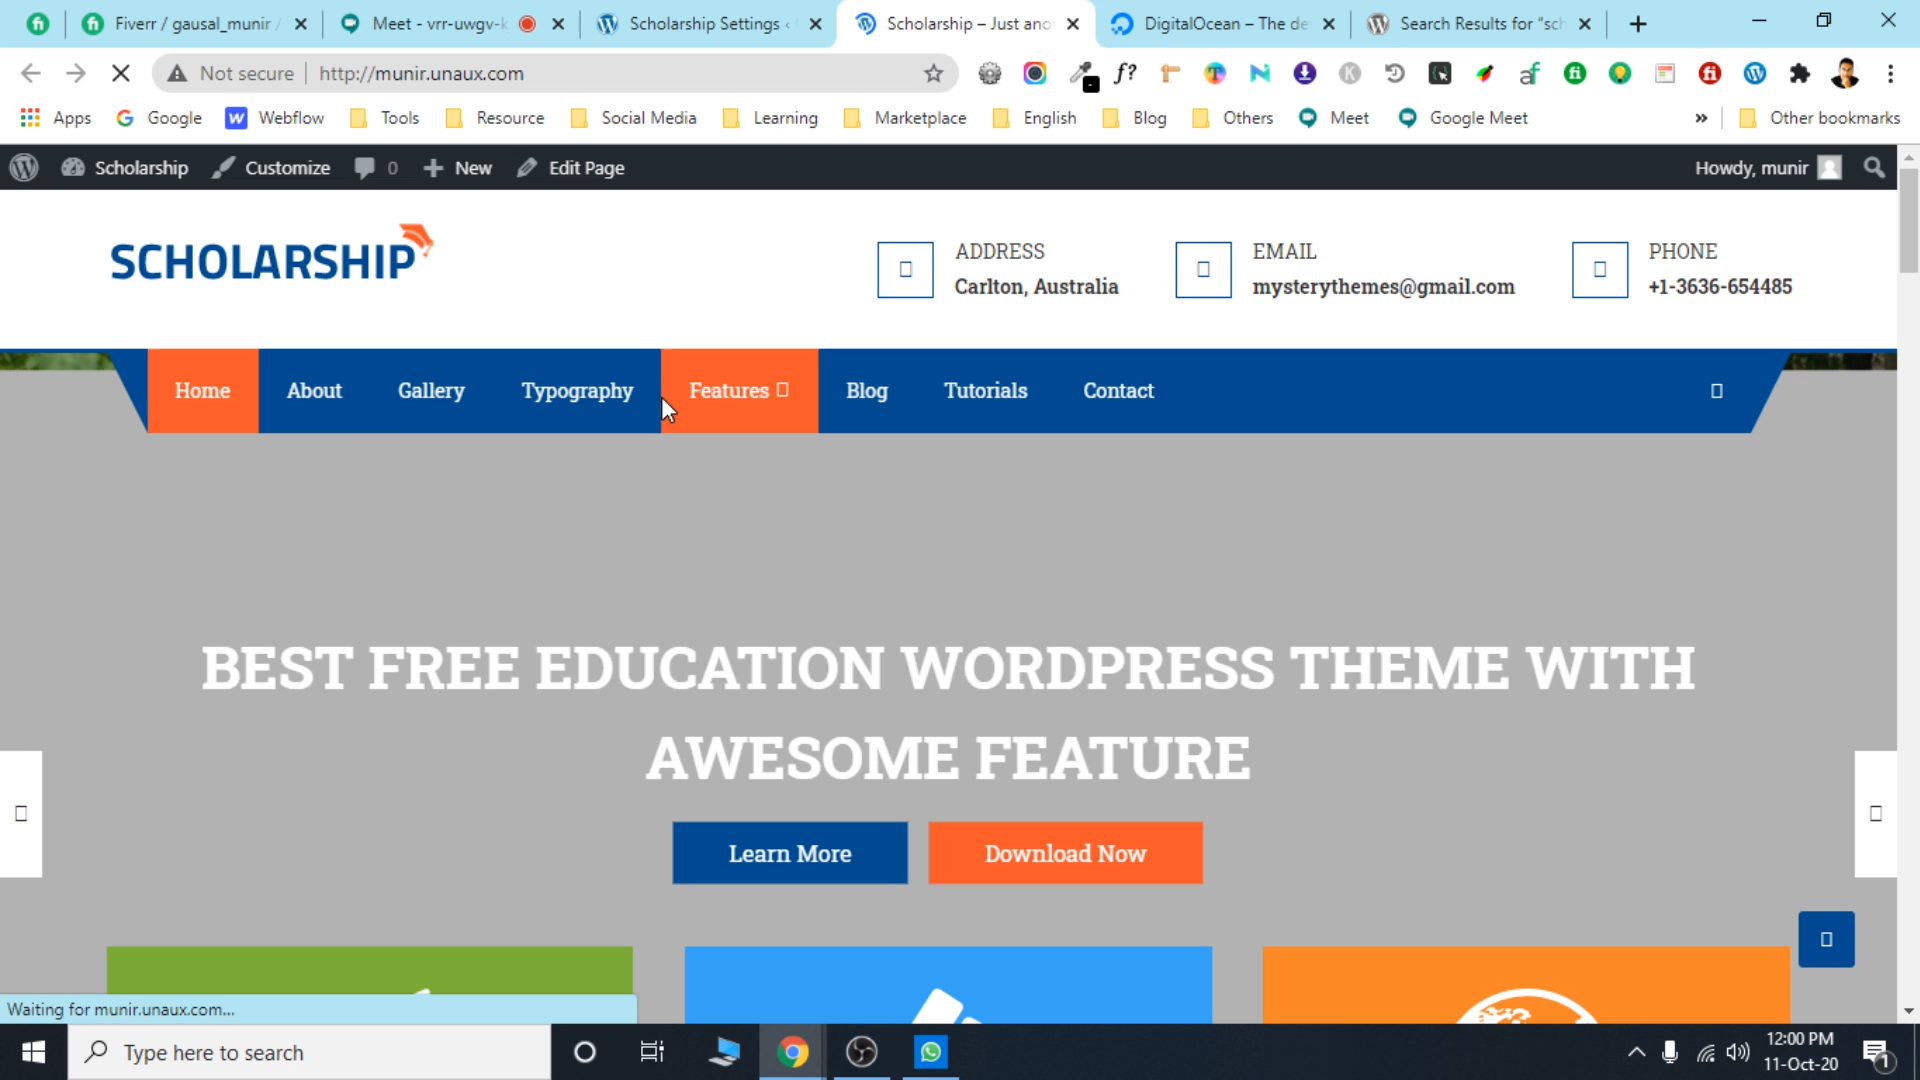 Fiverr / gausal_munir /
Meet - vrr-uwgv-k
Scholarship Settings ‹
Scholarship – Just ano
DigitalOcean – The de
Search Results for "sch
Not secure
http://munir.unaux.com
Apps
Google
Webflow
Tools
Resource
Social Media
Learning
Marketplace
English
Blog
Others
Meet
Google Meet
»
Other bookmarks
Scholarship
Customize
0
New
Edit Page
Howdy, munir
SCHOLARSHIP
ADDRESS
Carlton, Australia
EMAIL
mysterythemes@gmail.com
PHONE
+1-3636-654485
Home
About
Gallery
Typography
Features
Blog
Tutorials
Contact
BEST FREE EDUCATION WORDPRESS THEME WITH
AWESOME FEATURE
Learn More
Download Now
Waiting for munir.unaux.com...
Type here to search
12:00 PM
11-Oct-20
1